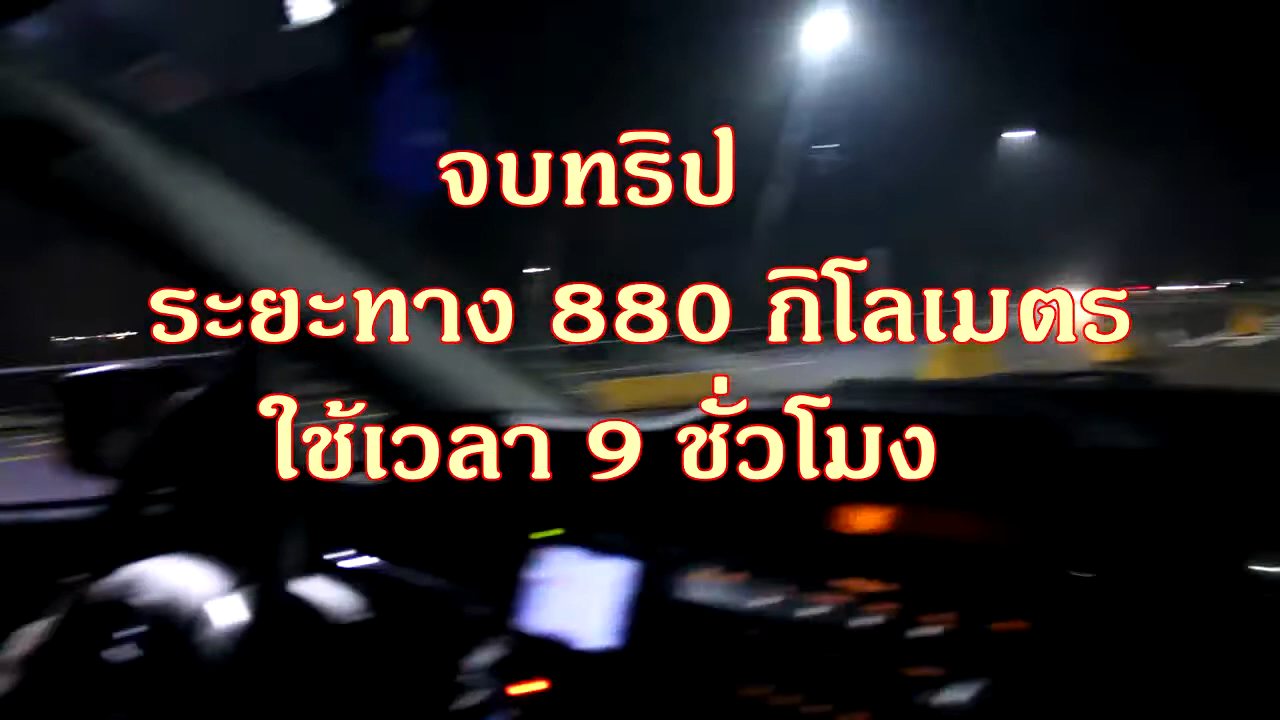 จบทริป
ระยะทาง 880 กิโลเมตร
ใช้เวลา 9 ชั่วโมง